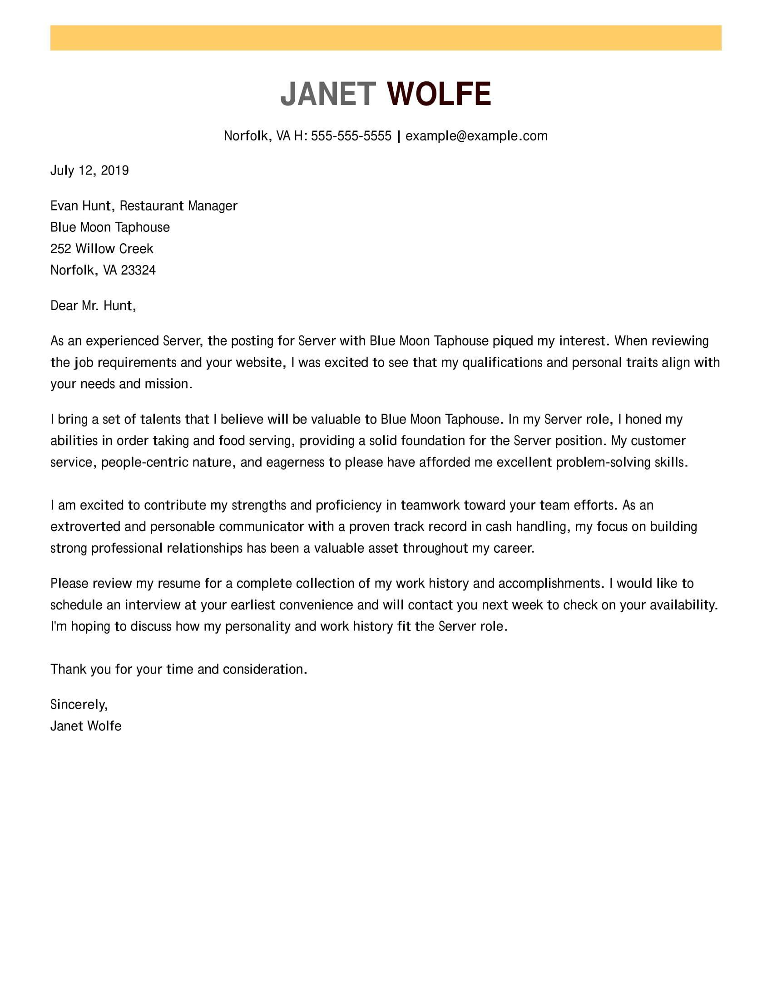 JANET WOLFE
Norfolk, VA H: 555-555-5555 | example@example.com
July 12, 2019
Evan Hunt, Restaurant Manager
Blue Moon Taphouse
252 Willow Creek
Norfolk, VA 23324
Dear Mr. Hunt,
As an experienced Server, the posting for Server with Blue Moon Taphouse piqued my interest. When reviewing
the job requirements and your website, I was excited to see that my qualifications and personal traits align with
your needs and mission.
I bring a set of talents that I believe will be valuable to Blue Moon Taphouse. In my Server role, I honed my
abilities in order taking and food serving, providing a solid foundation for the Server position. My customer
service, people-centric nature, and eagerness to please have afforded me excellent problem-solving skills.
I am excited to contribute my strengths and proficiency in teamwork toward your team efforts. As an
extroverted and personable communicator with a proven track record in cash handling, my focus on building
strong professional relationships has been a valuable asset throughout my career.
Please review my resume for a complete collection of my work history and accomplishments. I would like to
schedule an interview at your earliest convenience and will contact you next week to check on your availability.
I'm hoping to discuss how my personality and work history fit the Server role.
Thank you for your time and consideration.
Sincerely,
Janet Wolfe